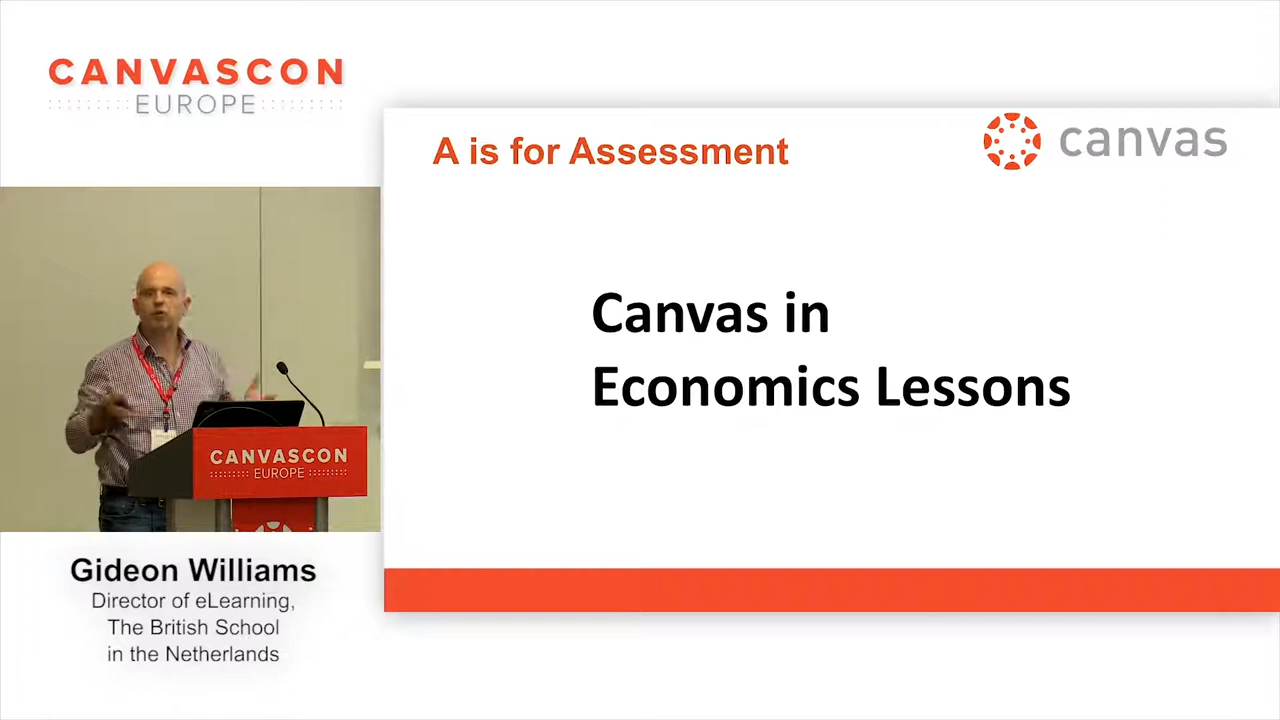 CANVASCON
EUROPE
A is for Assessment
canvas
Canvas in
Economics Lessons
CANVASCON
EUROPE
Gideon Williams
Director of eLearning,
The British School
in the Netherlands